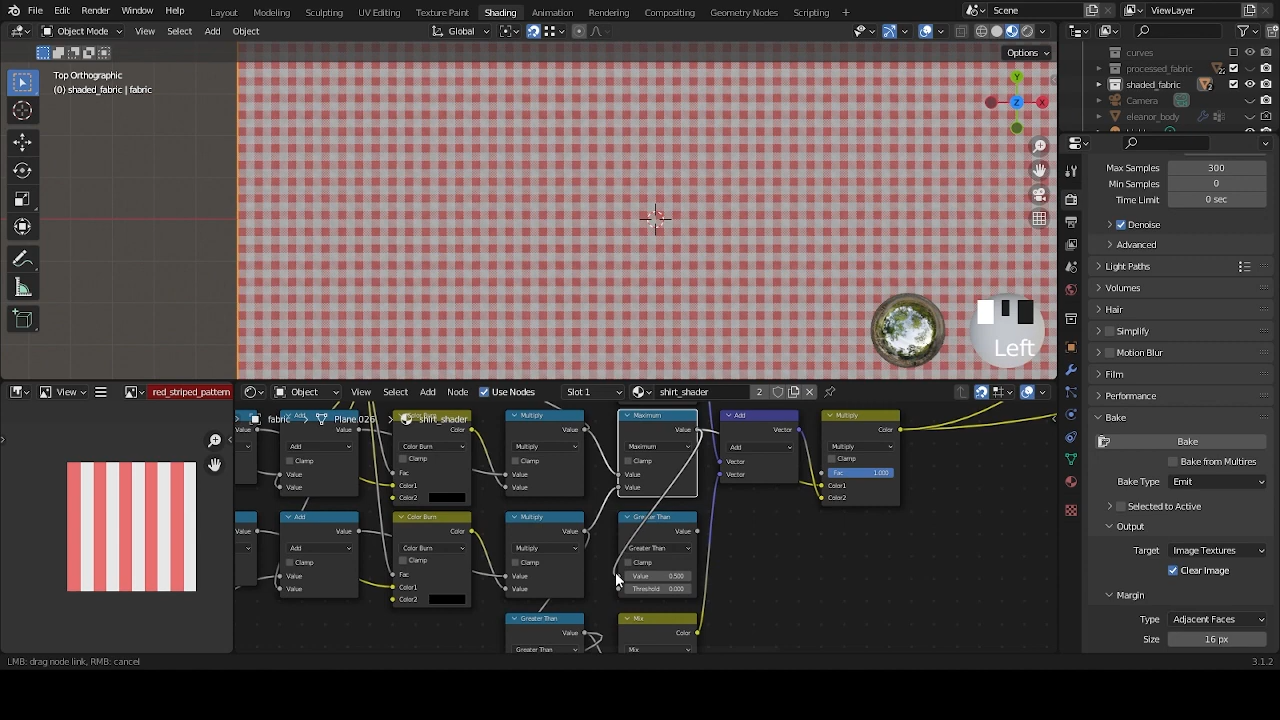 File Edit Render Window Help Layout Modeling Sculpting UV Editing Texture Paint Shading Animation Rendering Compositing Geometry Nodes Scripting + Scene ViewLayer
Object Mode View Select Add Object Global
Options
Top Orthographic
(0) shaded_fabric | fabric
Y
Z
X
Left
curves
processed_fabric 22
shaded_fabric 2
Camera
eleanor_body
Max Samples 300
Min Samples 0
Time Limit 0 sec
Denoise
Advanced
Light Paths
Volumes
Hair
Simplify
Motion Blur
Film
Performance
Bake
Bake
Bake from Multires
Bake Type Emit
Selected to Active
Output
Target Image Textures
Clear Image
Margin
Type Adjacent Faces
Size 16 px
View red_striped_pattern
Object View Select Add Node Use Nodes Slot 1 shirt_shader 2
fabric Plane.026 shirt_shader
Add
Value
Add
Clamp
Value
Value
Color
Color Burn
Clamp
Fac
Color1
Color2
Multiply
Value
Multiply
Clamp
Value
Value
Maximum
Value
Maximum
Clamp
Value
Value
Add
Vector
Add
Vector
Vector
Multiply
Color
Multiply
Clamp
Fac 1.000
Color1
Color2
Add
Value
Add
Clamp
Value
Value
Color Burn
Color
Color Burn
Clamp
Fac
Color1
Color2
Multiply
Value
Multiply
Clamp
Value
Value
Greater Than
Value
Greater Than
Clamp
Value 0.500
Threshold 0.000
Greater Than
Value
Greater Than
Mix
Color
Mix
LMB: drag node link, RMB: cancel
3.1.2